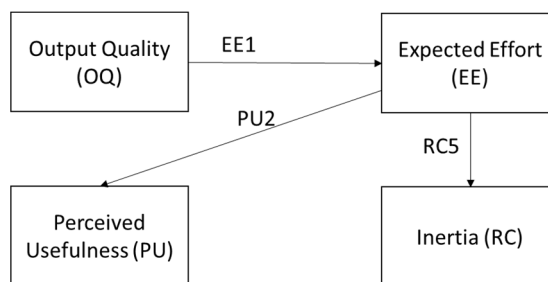 Output Quality
(OQ)
EE1
Expected Effort
(EE)
PU2
RC5
Perceived
Usefulness (PU)
Inertia (RC)